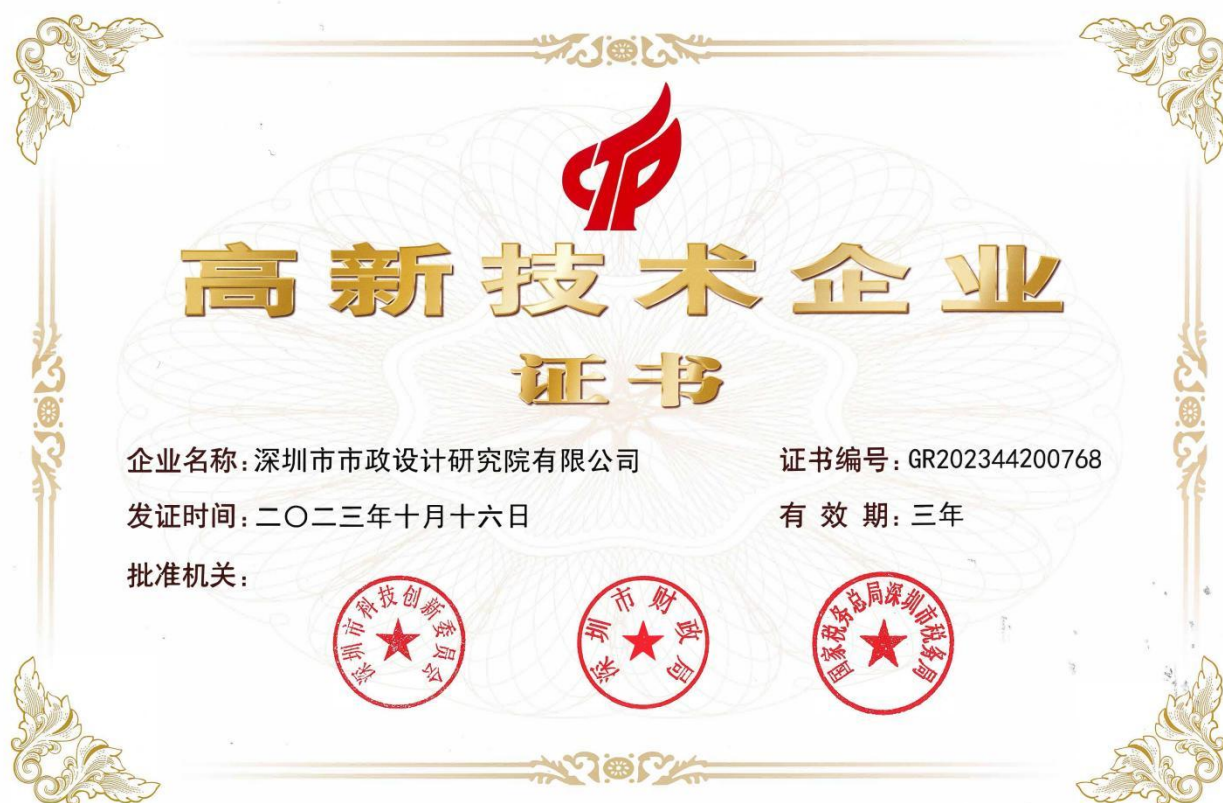 高新技术企业
证书
企业名称:深圳市市政设计研究院有限公司
证书编号:GR202344200768
发证时间:二〇二三年十月十六日
有 效 期:三年
批准机关:
深圳市科技创新委员会
深圳市财政局
国家税务总局深圳市税务局